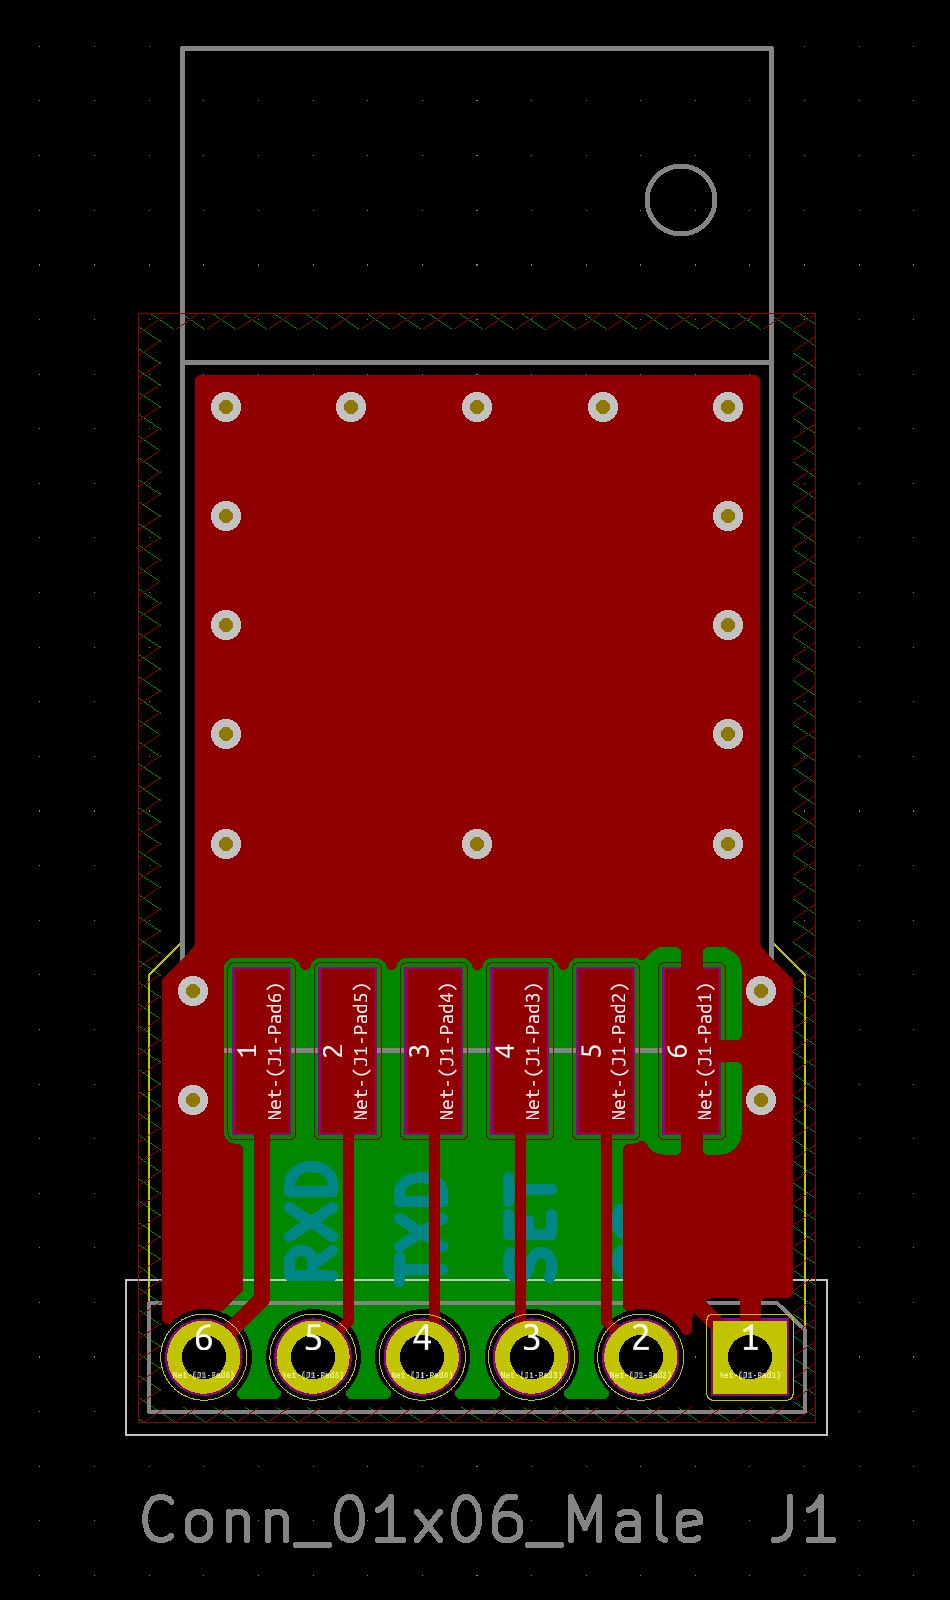 1 Net-(J1-Pad6)
2 Net-(J1-Pad5)
3 Net-(J1-Pad4)
4 Net-(J1-Pad3)
5 Net-(J1-Pad2)
6 Net-(J1-Pad1)
RXD
TXD
SET
6 5 4 3 2 1
Net-(J1-Pad6) Net-(J1-Pad5) Net-(J1-Pad4) Net-(J1-Pad3) Net-(J1-Pad2) Net-(J1-Pad1)
Conn_01x06_Male J1